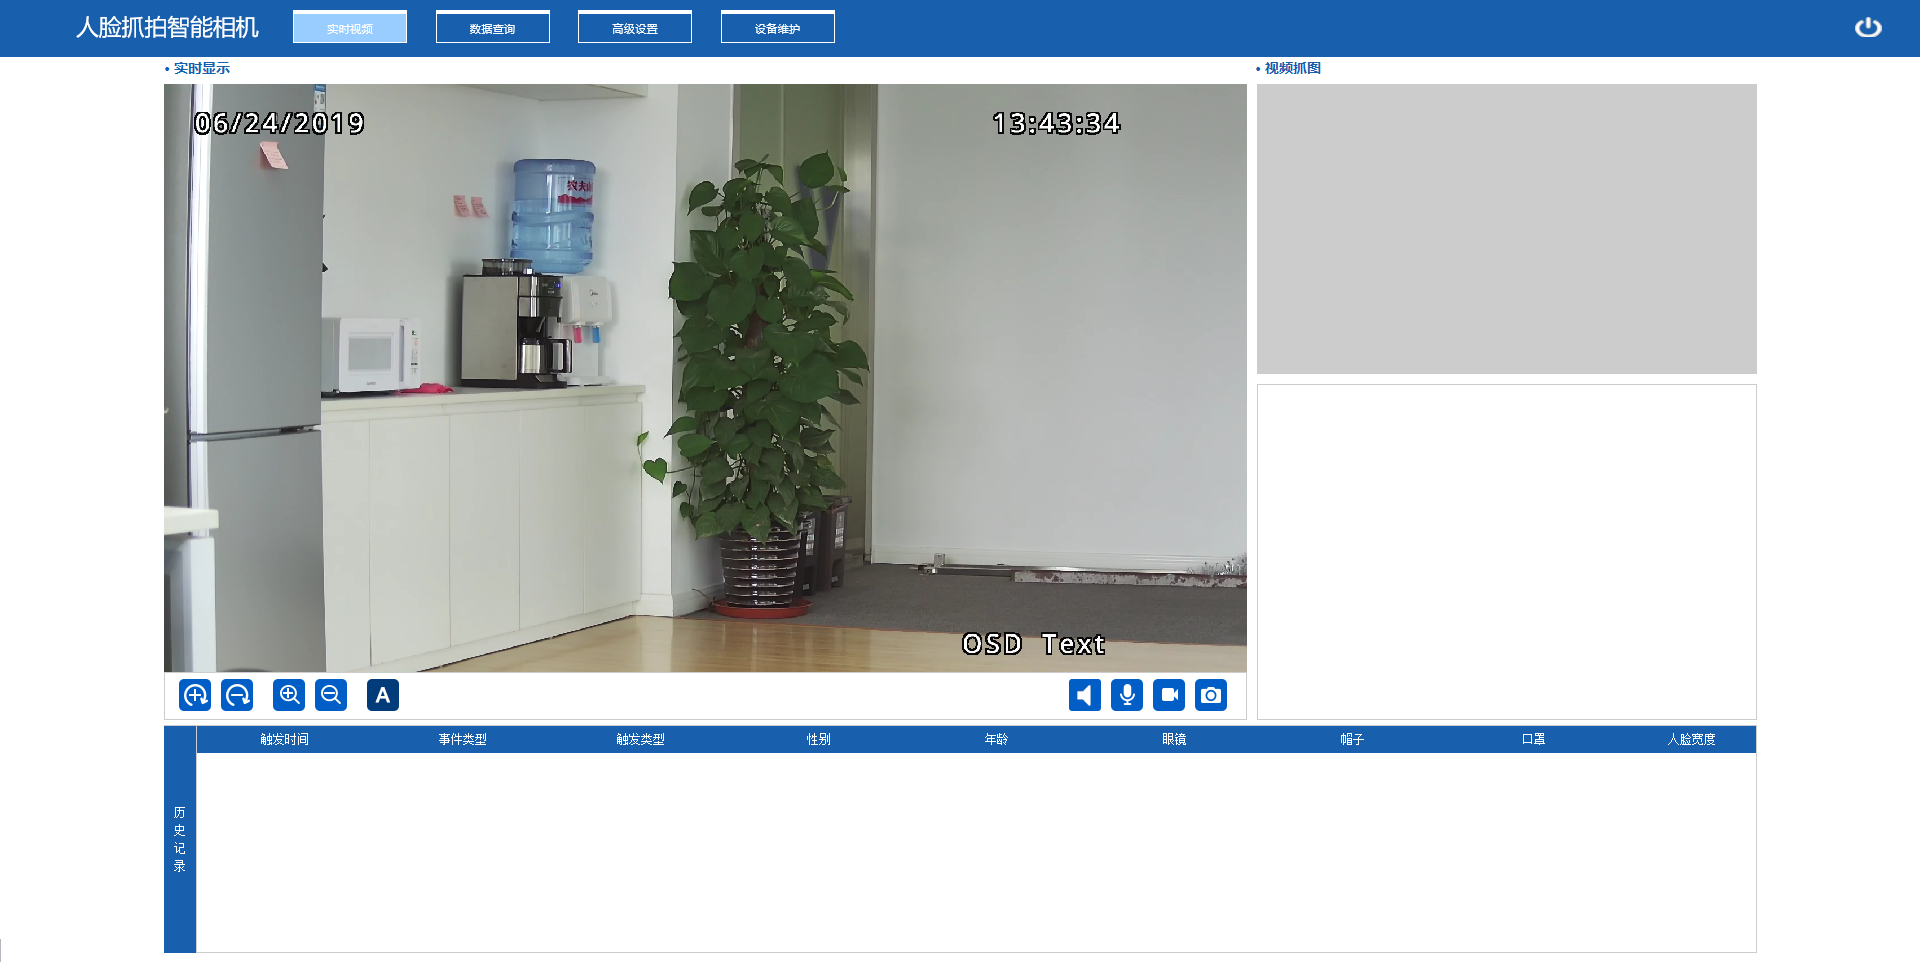 人脸抓拍智能相机
实时视频
数据查询
高级设置
设备维护
• 实时显示
• 视频抓图
06/24/2019
13:43:34
农夫山
OSD Text
A
触发时间
事件类型
触发类型
性别
年龄
眼镜
帽子
口罩
人脸宽度
历
史
记
录